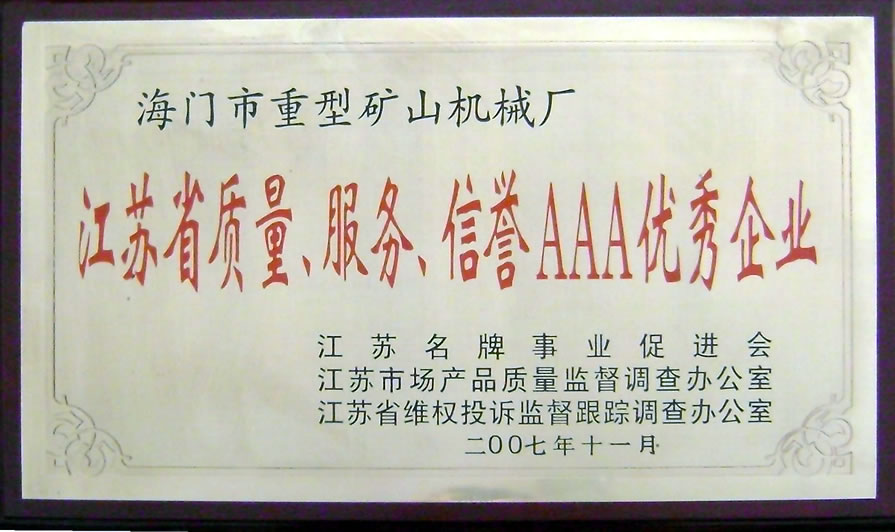 海门市重型矿山机械厂
江苏省质量、服务、信誉AAA优秀企业
江苏名牌事业促进会
江苏市场产品质量监督调查办公室
江苏省维权投诉监督跟踪调查办公室
二00七年十一月